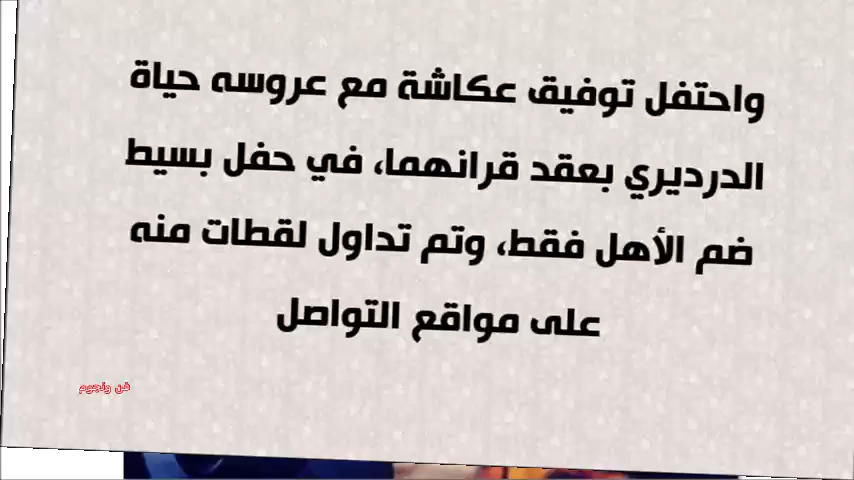 واحتفل توفيق عكاشة مع عروسه حياة
الدرديري بعقد قرانهما، في حفل بسيط
ضم الأهل فقط، وتم تداول لقطات منه
على مواقع التواصل
فن ونجوم